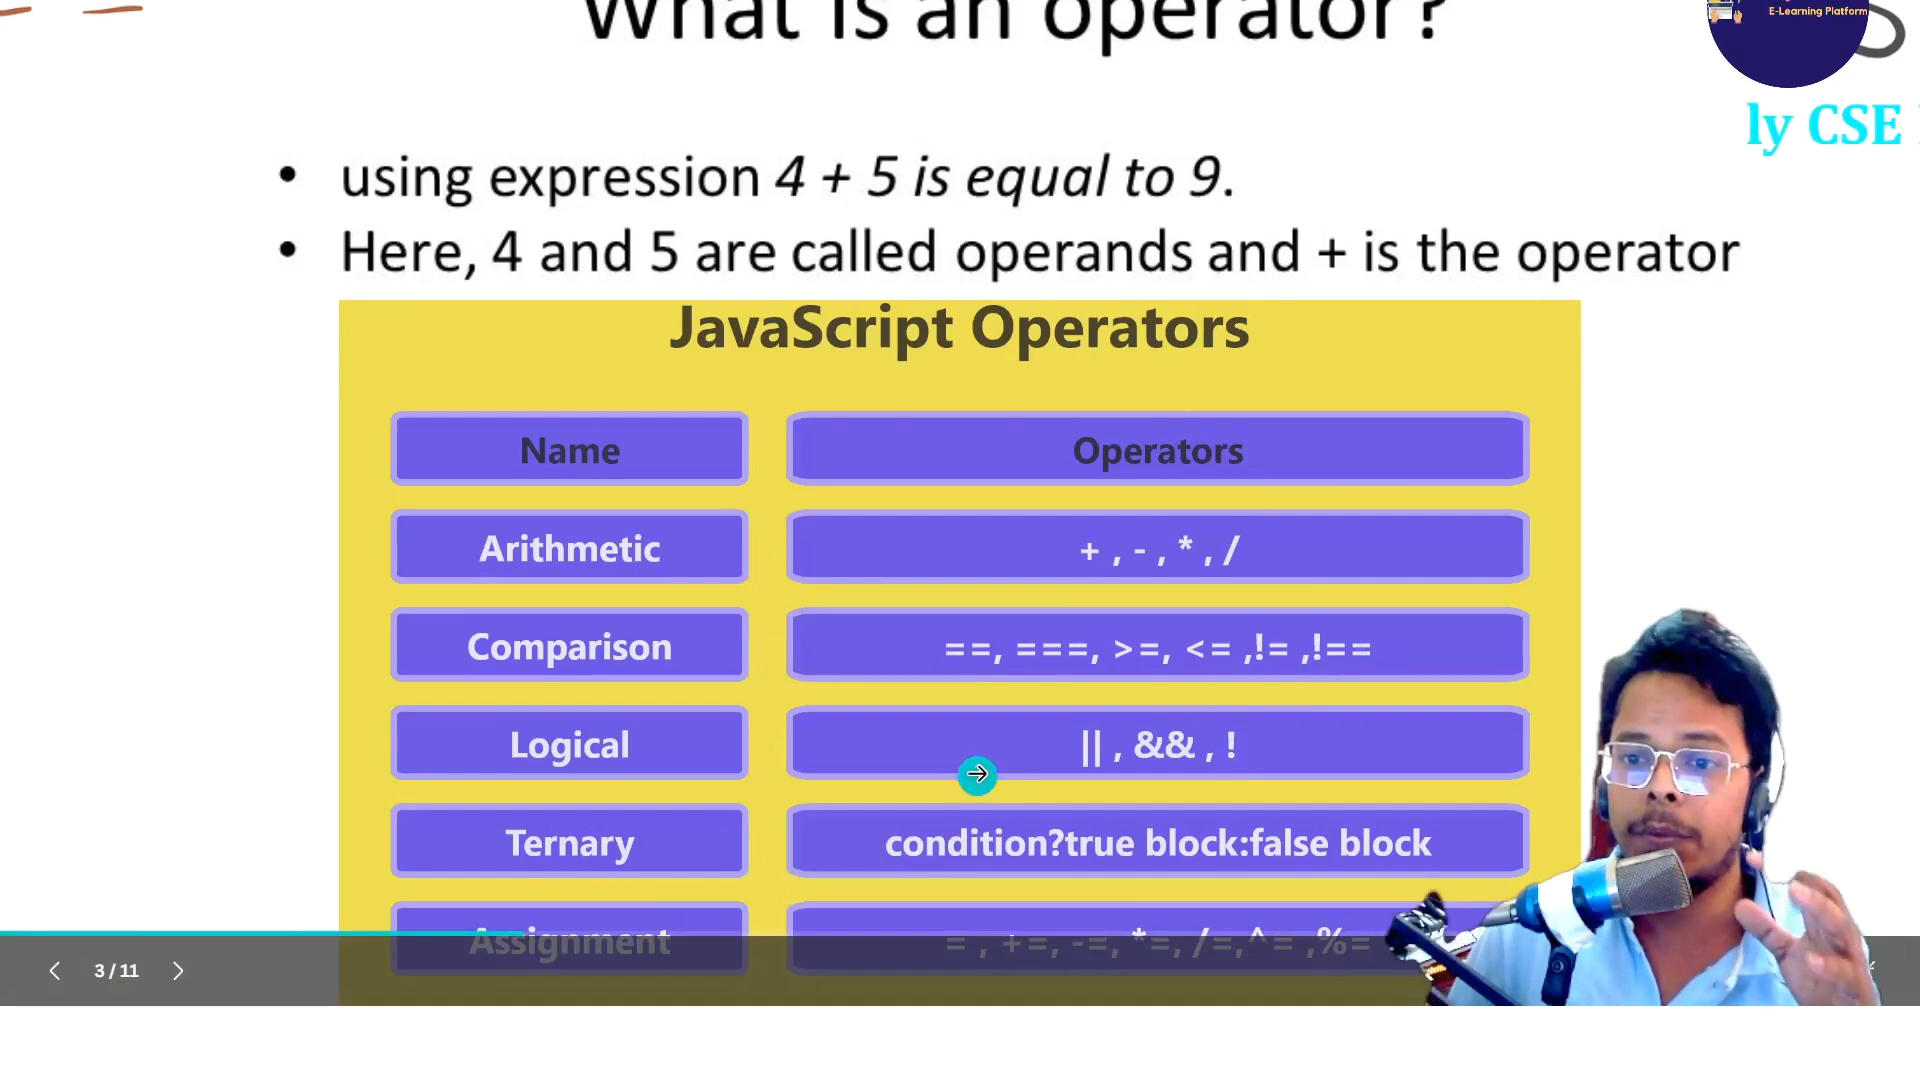 What is an operator?
E-Learning Platform
ly CSE
• using expression 4 + 5 is equal to 9.
• Here, 4 and 5 are called operands and + is the operator
JavaScript Operators
Name Operators
Arithmetic + , - , * , /
Comparison ==, ===, >=, <= ,!= ,!==
Logical || , && , !
Ternary condition?true block:false block
Assignment = , +=, -=, *=, /=,^= ,%=
3 / 11